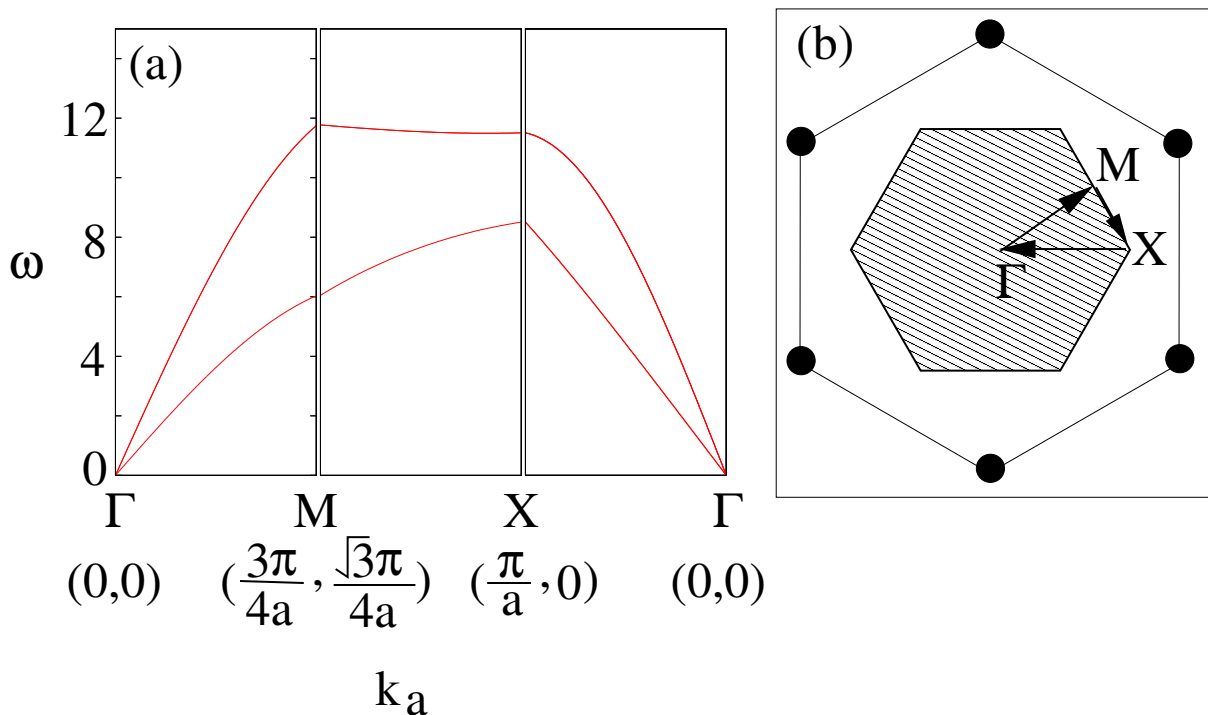 (a)
12
8
4
0
ω
Γ M X Γ
(0,0) (3π/4a, √3π/4a) (π/a, 0) (0,0)
k_a
(b)
M
X
Γ